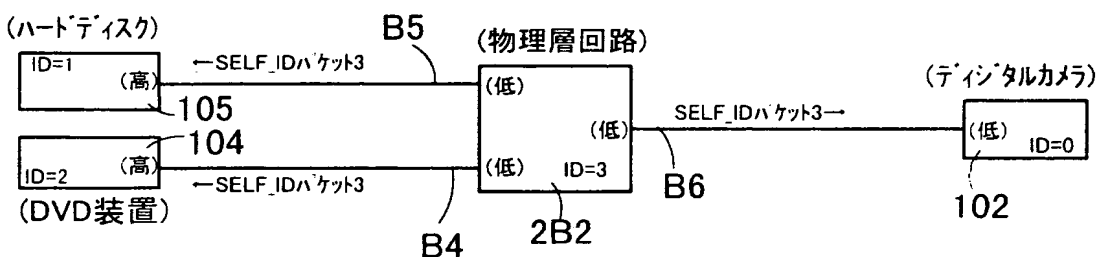 (ハードディスク)
B5
(物理層回路)
ID=1
←SELF_IDパケット3
(高)
(低)
(ディジタルカメラ)
105
SELF_IDパケット3→
104
(低)
(低)
(高)
(低)
ID=2
ID=3
ID=0
←SELF_IDパケット3
B6
(DVD装置)
B4
2B2
102